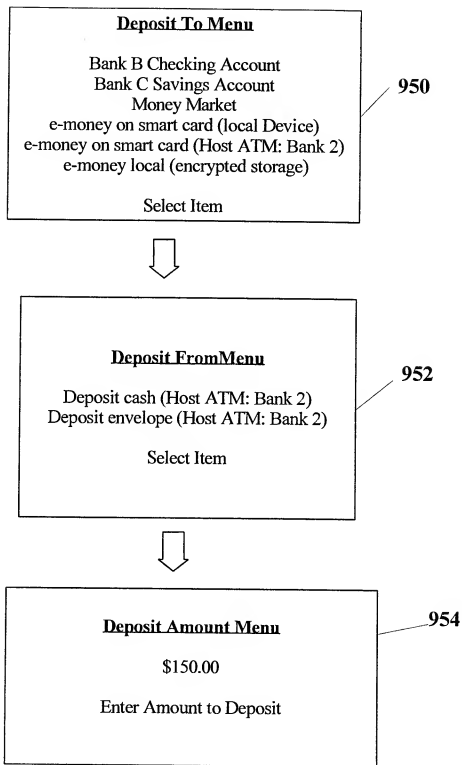 Deposit To Menu
Bank B Checking Account
Bank C Savings Account
Money Market
e-money on smart card (local Device)
e-money on smart card (Host ATM: Bank 2)
e-money local (encrypted storage)
Select Item
950
Deposit FromMenu
Deposit cash (Host ATM: Bank 2)
Deposit envelope (Host ATM: Bank 2)
Select Item
952
Deposit Amount Menu
$150.00
Enter Amount to Deposit
954